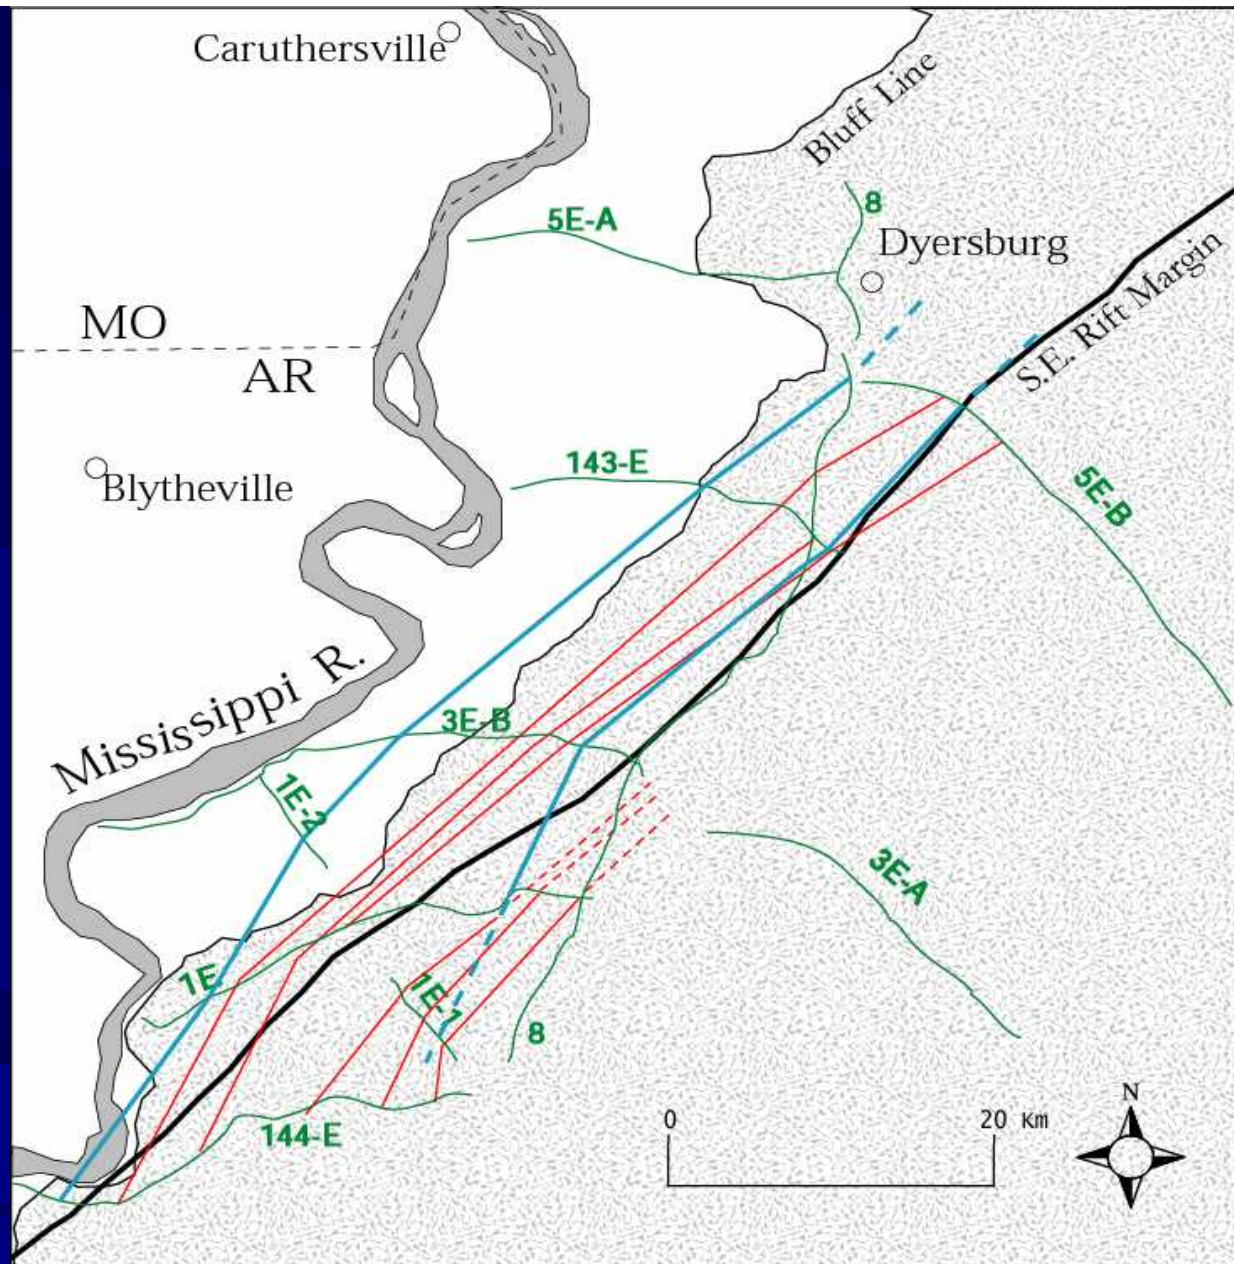 Caruthersville
Bluff Line
8
5E-A
Dyersburg
S.E. Rift Margin
MO
AR
143-E
5E-B
Blytheville
Mississippi R.
3E-B
1E-2
3E-A
1E
1E-1
8
144-E
0
20 Km
N